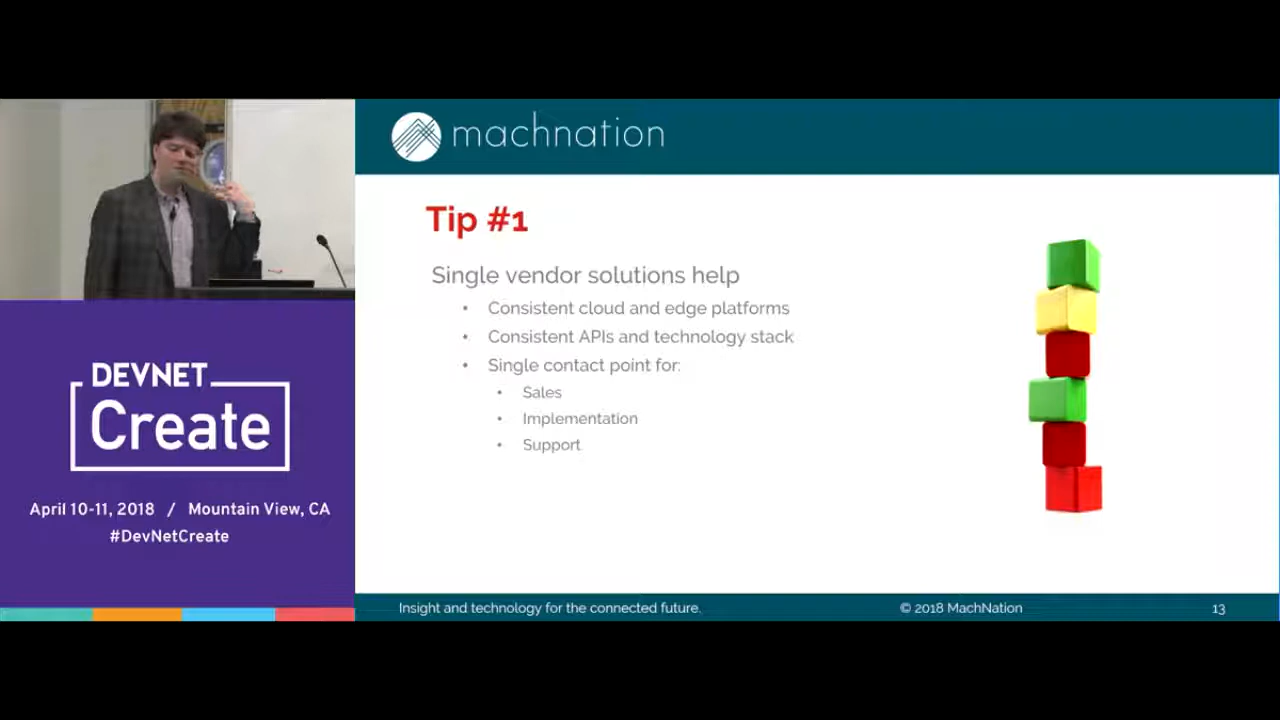 machnation
Tip #1
Single vendor solutions help
• Consistent cloud and edge platforms
• Consistent APIs and technology stack
• Single contact point for:
• Sales
• Implementation
• Support
DEVNET
Create
April 10-11, 2018 / Mountain View, CA
#DevNetCreate
Insight and technology for the connected future.
© 2018 MachNation
13